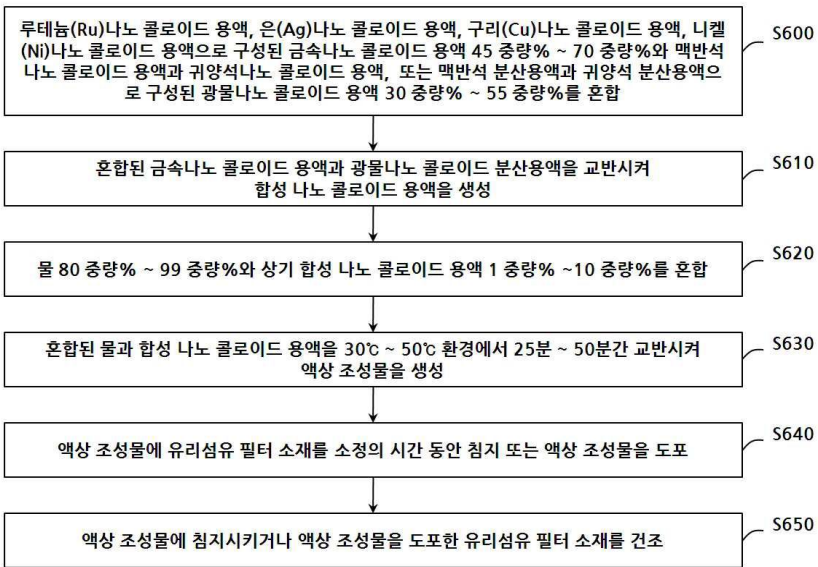 루테늄(Ru)나노 콜로이드 용액, 은(Ag)나노 콜로이드 용액, 구리(Cu)나노 콜로이드 용액, 니켈
(Ni)나노 콜로이드 용액으로 구성된 금속나노 콜로이드 용액 45 중량% ~ 70 중량%와 맥반석
나노 콜로이드 용액과 귀양석나노 콜로이드 용액, 또는 맥반석 분산용액과 귀양석 분산용액으
로 구성된 광물나노 콜로이드 용액 30 중량% ~ 55 중량%를 혼합
S600
혼합된 금속나노 콜로이드 용액과 광물나노 콜로이드 분산용액을 교반시켜
합성 나노 콜로이드 용액을 생성
S610
물 80 중량% ~ 99 중량%와 상기 합성 나노 콜로이드 용액 1 중량% ~10 중량%를 혼합
S620
혼합된 물과 합성 나노 콜로이드 용액을 30℃ ~ 50℃ 환경에서 25분 ~ 50분간 교반시켜
액상 조성물을 생성
S630
액상 조성물에 유리섬유 필터 소재를 소정의 시간 동안 침지 또는 액상 조성물을 도포
S640
액상 조성물에 침지시키거나 액상 조성물을 도포한 유리섬유 필터 소재를 건조
S650